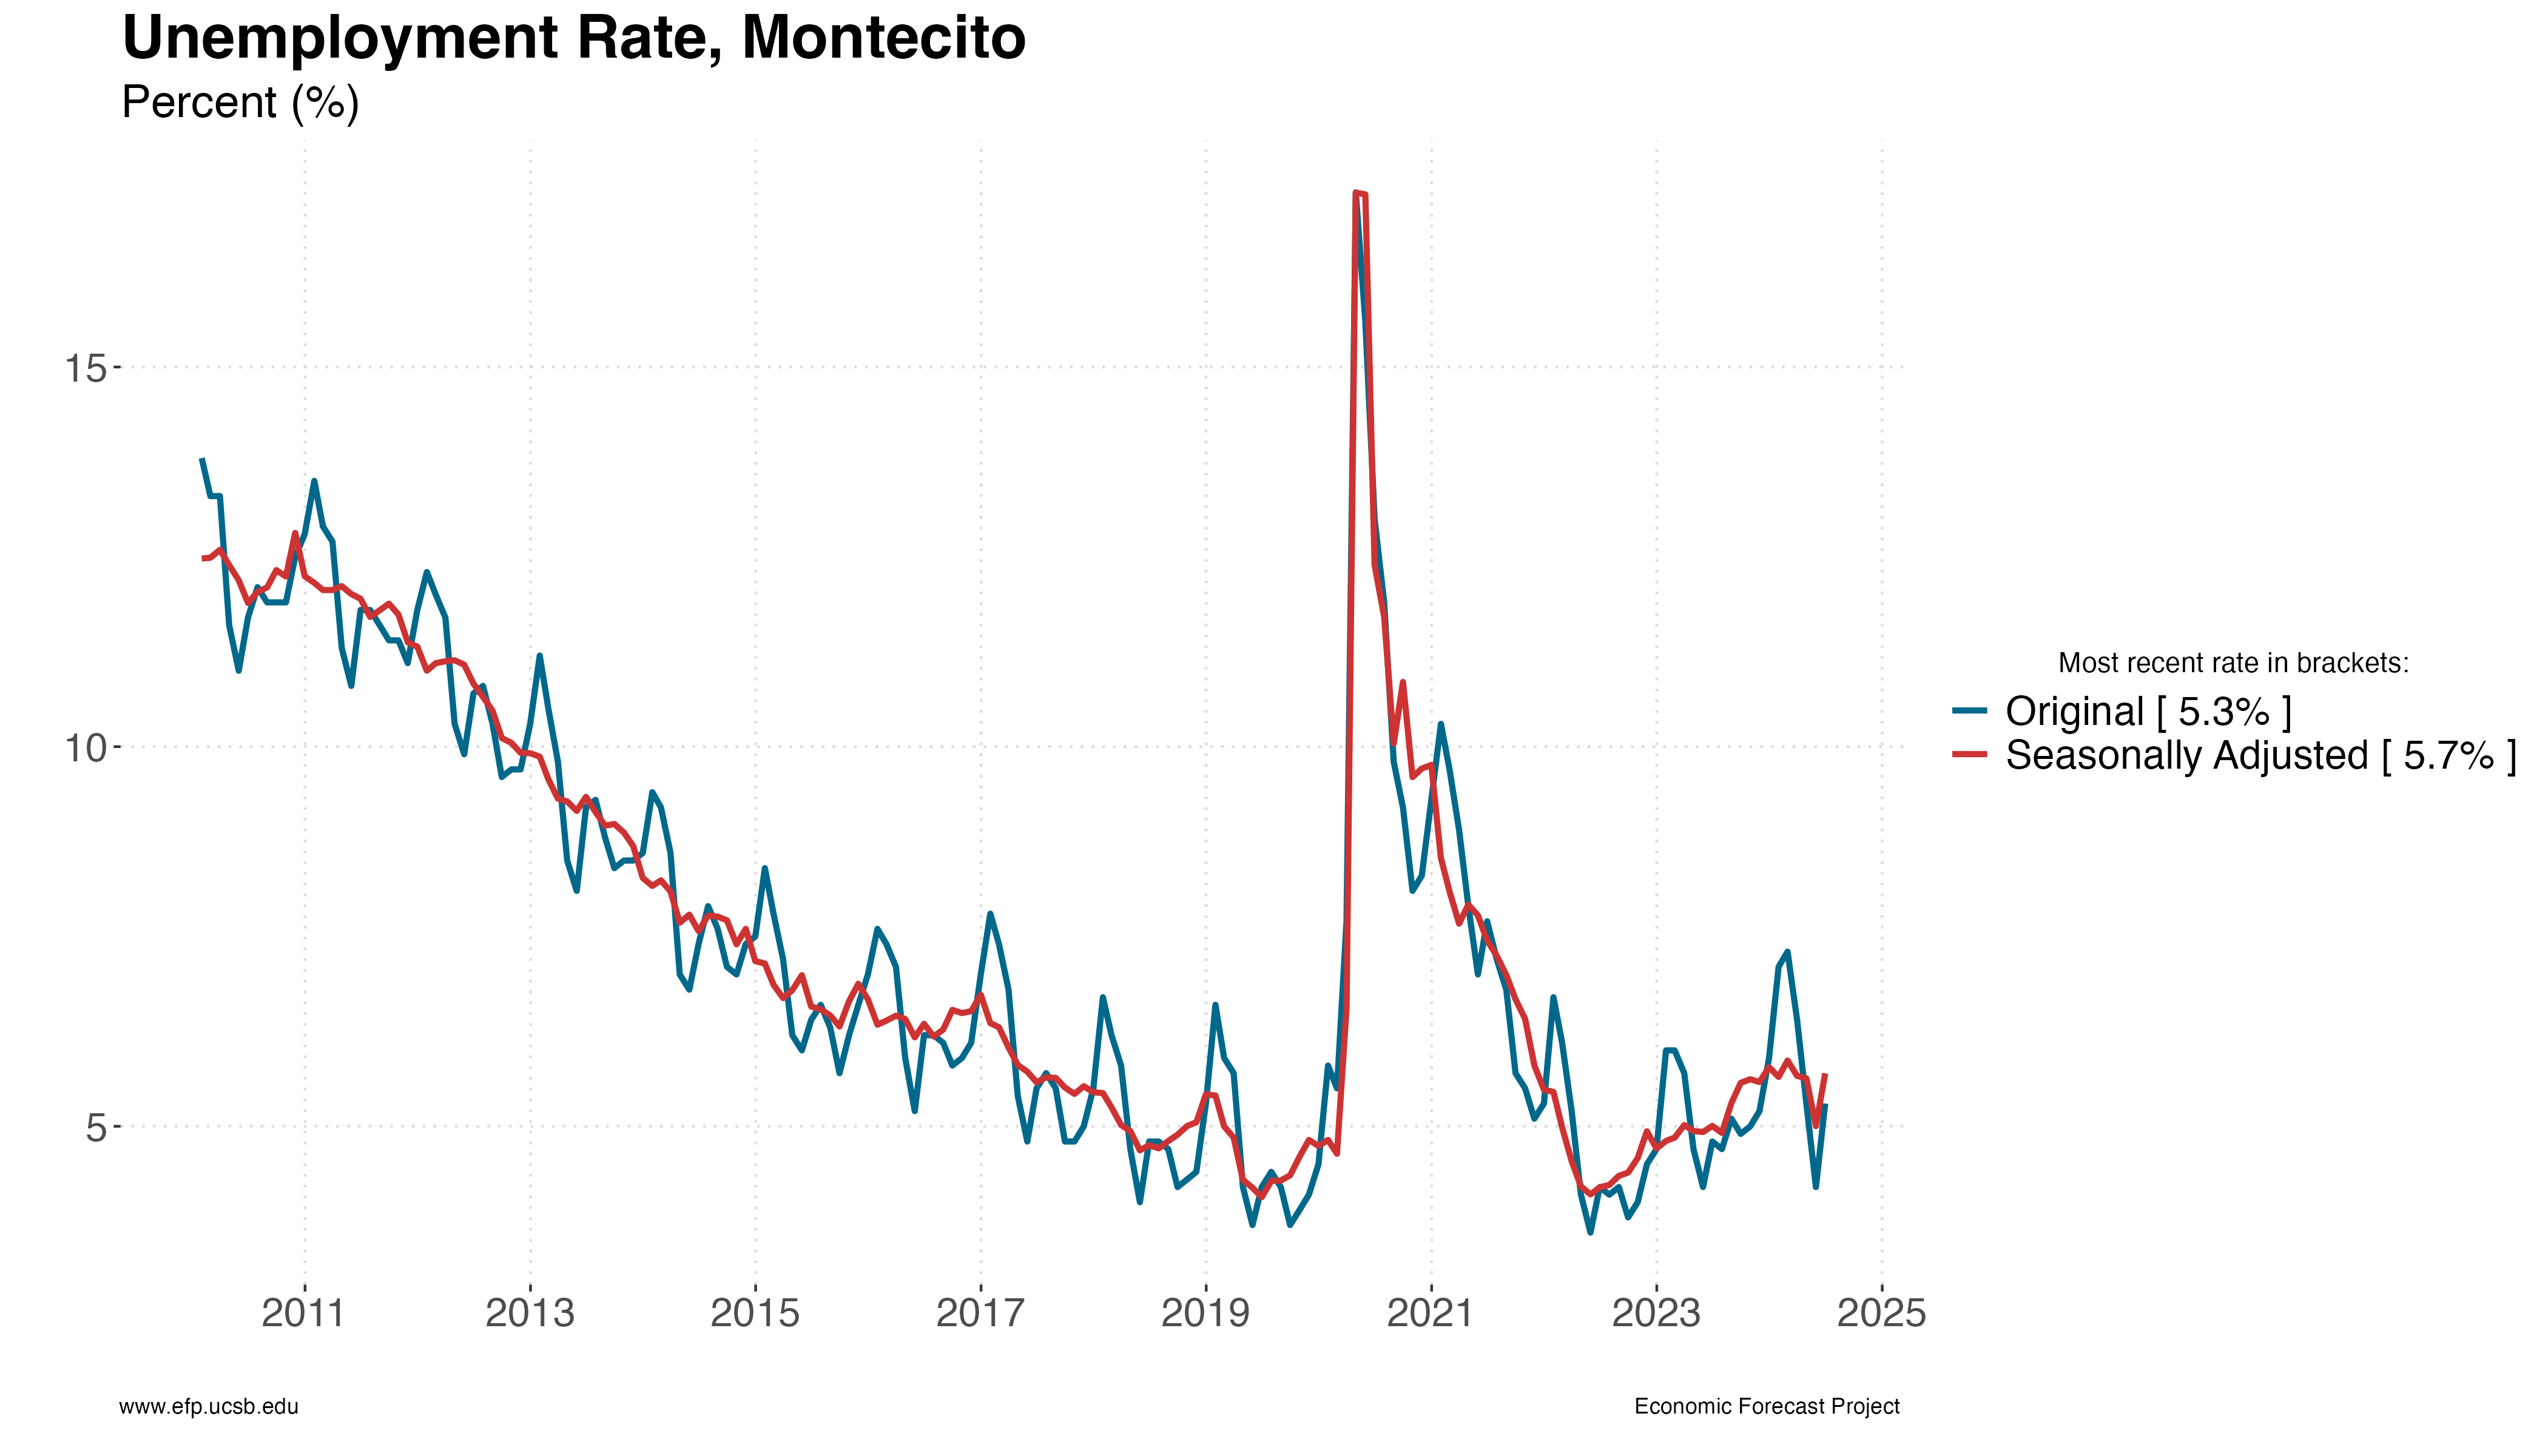 Unemployment Rate, Montecito
Percent (%)
15
10
5
2011 2013 2015 2017 2019 2021 2023 2025
Most recent rate in brackets:
Original [ 5.3% ]
Seasonally Adjusted [ 5.7% ]
www.efp.ucsb.edu
Economic Forecast Project